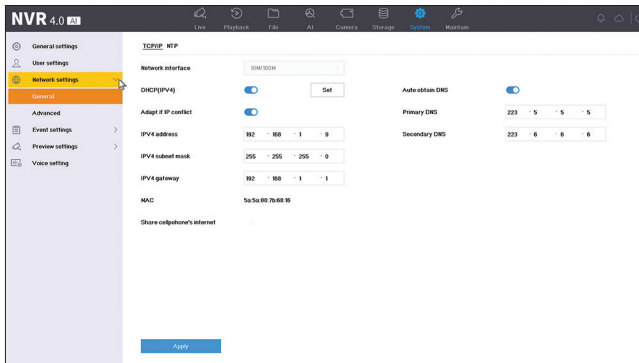 NVR 4.0 AI
Live Playback File AI Camera Storage System Maintain
General settings
User settings
Network settings
General
Advanced
Event settings
Preview settings
Voice setting
TCP/IP NTP
Network interface 10M/100M
DHCP(IPV4) Set Auto obtain DNS
Adapt if IP conflict Primary DNS 223 · 5 · 5 · 5
IPV4 address 192 · 168 · 1 · 9 Secondary DNS 223 · 6 · 6 · 6
IPV4 subnet mask 255 · 255 · 255 · 0
IPV4 gateway 192 · 168 · 1 · 1
MAC 5a:5a:00:7b:68:16
Share cellphone's internet
Apply